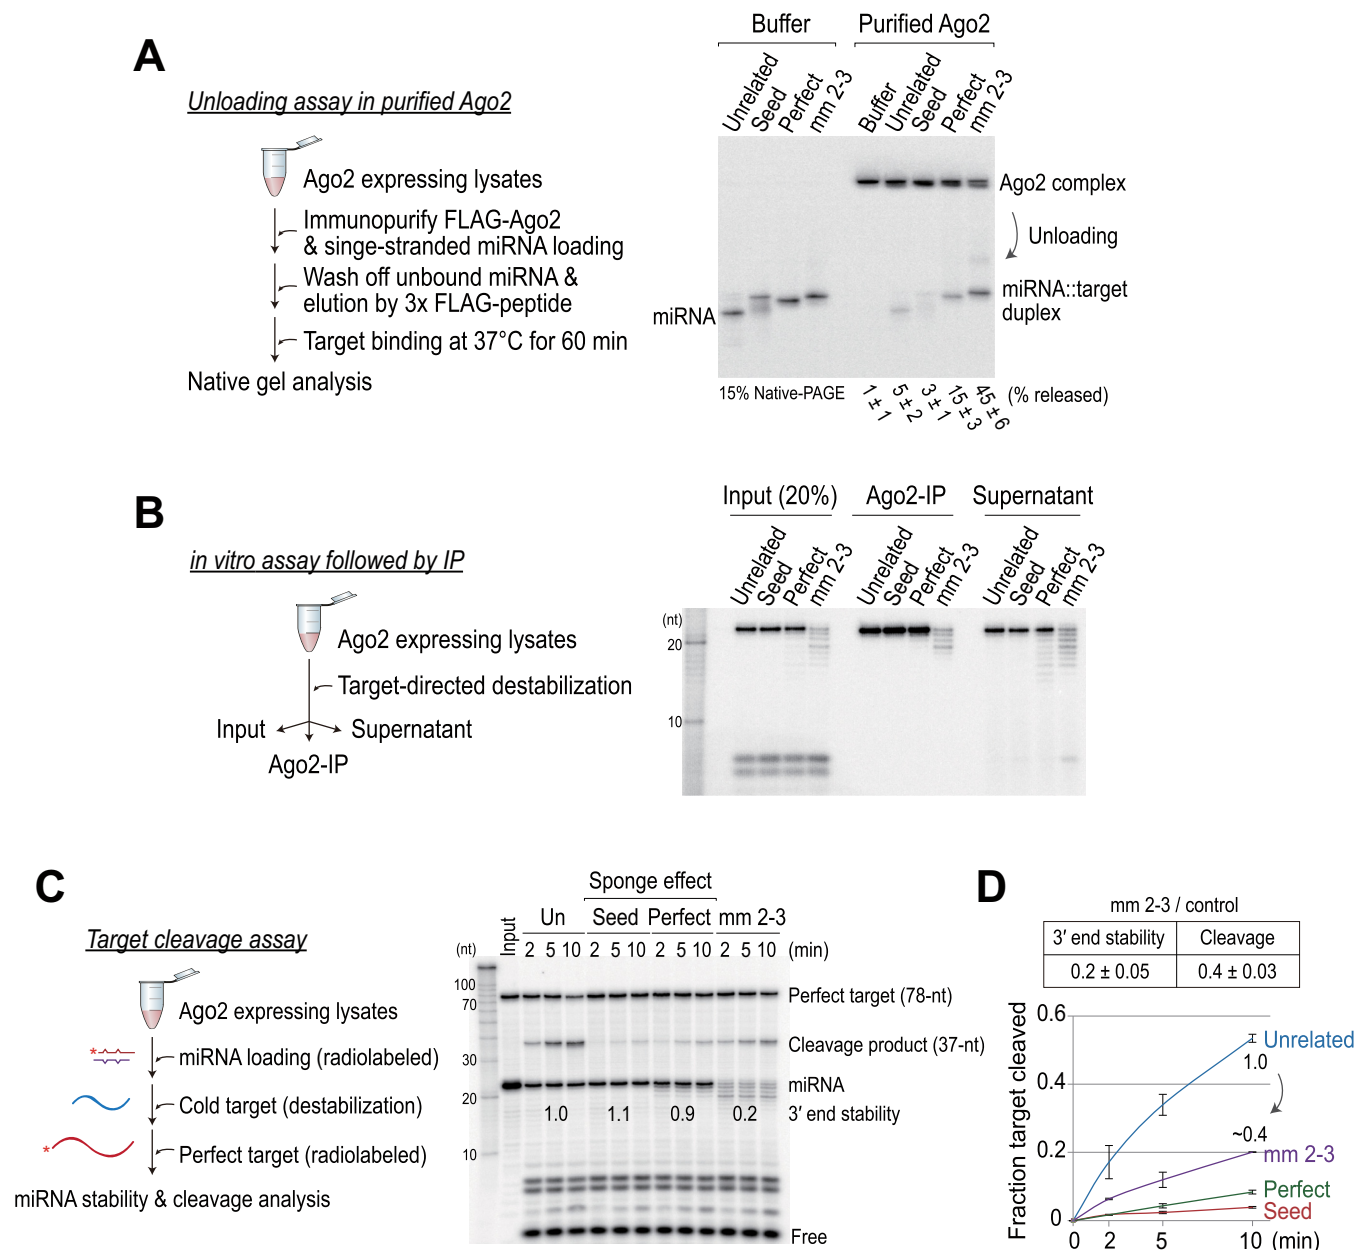 A
Unloading assay in purified Ago2
Ago2 expressing lysates
Immunopurify FLAG-Ago2
& singe-stranded miRNA loading
Wash off unbound miRNA &
elution by 3x FLAG-peptide
Target binding at 37°C for 60 min
Native gel analysis
Buffer
Purified Ago2
Unrelated
Seed
Perfect
mm 2-3
Buffer
Unrelated
Seed
Perfect
mm 2-3
Ago2 complex
Unloading
miRNA::target
duplex
miRNA
15% Native-PAGE
1 ± 1
5 ± 2
3 ± 1
15 ± 3
45 ± 6
(% released)
B
in vitro assay followed by IP
Ago2 expressing lysates
Target-directed destabilization
Input
Supernatant
Ago2-IP
Input (20%)
Ago2-IP
Supernatant
Unrelated
Seed
Perfect
mm 2-3
Unrelated
Seed
Perfect
mm 2-3
Unrelated
Seed
Perfect
mm 2-3
(nt)
20
10
C
Target cleavage assay
Ago2 expressing lysates
* miRNA loading (radiolabeled)
Cold target (destabilization)
* Perfect target (radiolabeled)
miRNA stability & cleavage analysis
Sponge effect
Input
Un
Seed
Perfect
mm 2-3
(nt)
2 5 10 2 5 10 2 5 10 2 5 10 (min)
100
70
30
20
10
Perfect target (78-nt)
Cleavage product (37-nt)
miRNA
1.0 1.1 0.9 0.2 3′ end stability
Free
D
mm 2-3 / control
3′ end stability Cleavage
0.2 ± 0.05 0.4 ± 0.03
Fraction target cleaved
0.6
0.4
0.2
0
Unrelated
1.0
~0.4
mm 2-3
Perfect
Seed
0 2 5 10 (min)